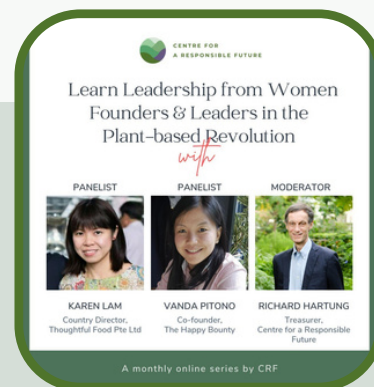 CENTRE FOR
A RESPONSIBLE FUTURE
Learn Leadership from Women
Founders & Leaders in the
Plant-based Revolution
with
PANELIST
PANELIST
MODERATOR
KAREN LAM
Country Director,
Thoughtful Food Pte Ltd
VANDA PITONO
Co-founder,
The Happy Bounty
RICHARD HARTUNG
Treasurer,
Centre for a Responsible
Future
A monthly online series by CRF